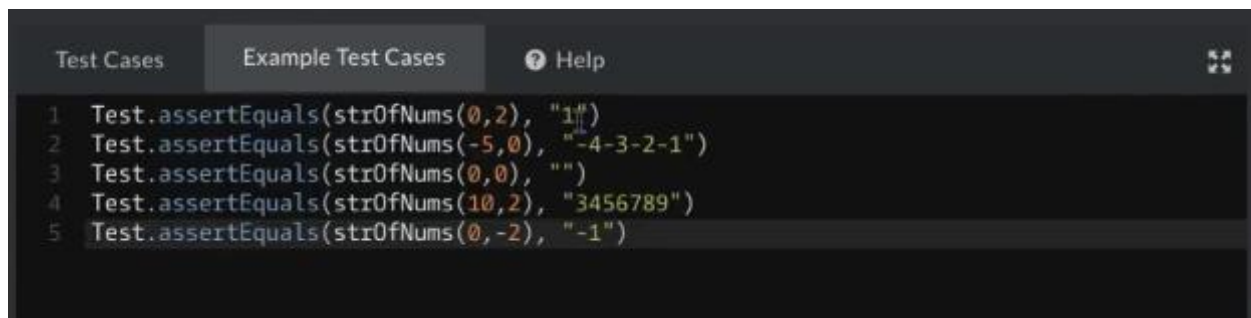 Test Cases Example Test Cases Help
1 Test.assertEquals(strOfNums(0,2), "1")
2 Test.assertEquals(strOfNums(-5,0), "-4-3-2-1")
3 Test.assertEquals(strOfNums(0,0), "")
4 Test.assertEquals(strOfNums(10,2), "3456789")
5 Test.assertEquals(strOfNums(0,-2), "-1")